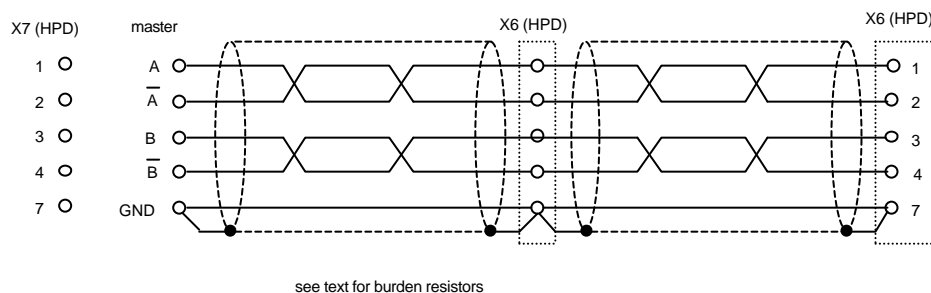 X7 (HPD) master X6 (HPD) X6 (HPD)
1 A 1
2 A̅ 2
3 B 3
4 B̅ 4
7 GND 7
see text for burden resistors